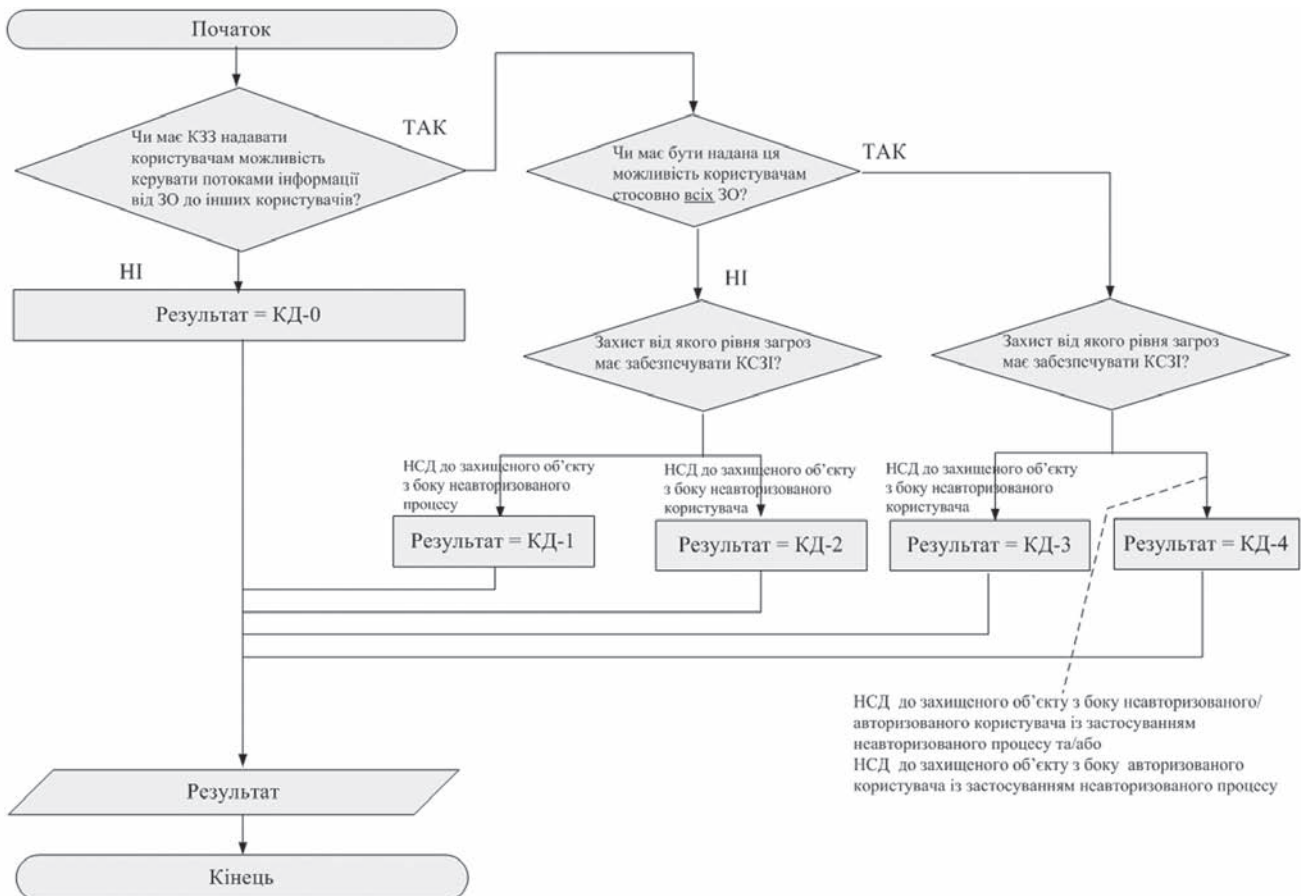 Початок
Чи має КЗЗ надавати
користувачам можливість
керувати потоками інформації
від ЗО до інших користувачів?
ТАК
Чи має бути надана ця
можливість користувачам
стосовно всіх ЗО?
ТАК
НІ
НІ
Результат = КД-0
Захист від якого рівня загроз
має забезпечувати КСЗІ?
Захист від якого рівня загроз
має забезпечувати КСЗІ?
НСД до захищеного об’єкту
з боку неавторизованого
процесу
НСД до захищеного об’єкту
з боку неавторизованого
користувача
НСД до захищеного об’єкту
з боку неавторизованого
користувача
Результат = КД-1
Результат = КД-2
Результат = КД-3
Результат = КД-4
НСД до захищеного об’єкту з боку неавторизованого/
авторизованого користувача із застосуванням
неавторизованого процесу та/або
НСД до захищеного об’єкту з боку авторизованого
користувача із застосуванням неавторизованого процесу
Результат
Кінець